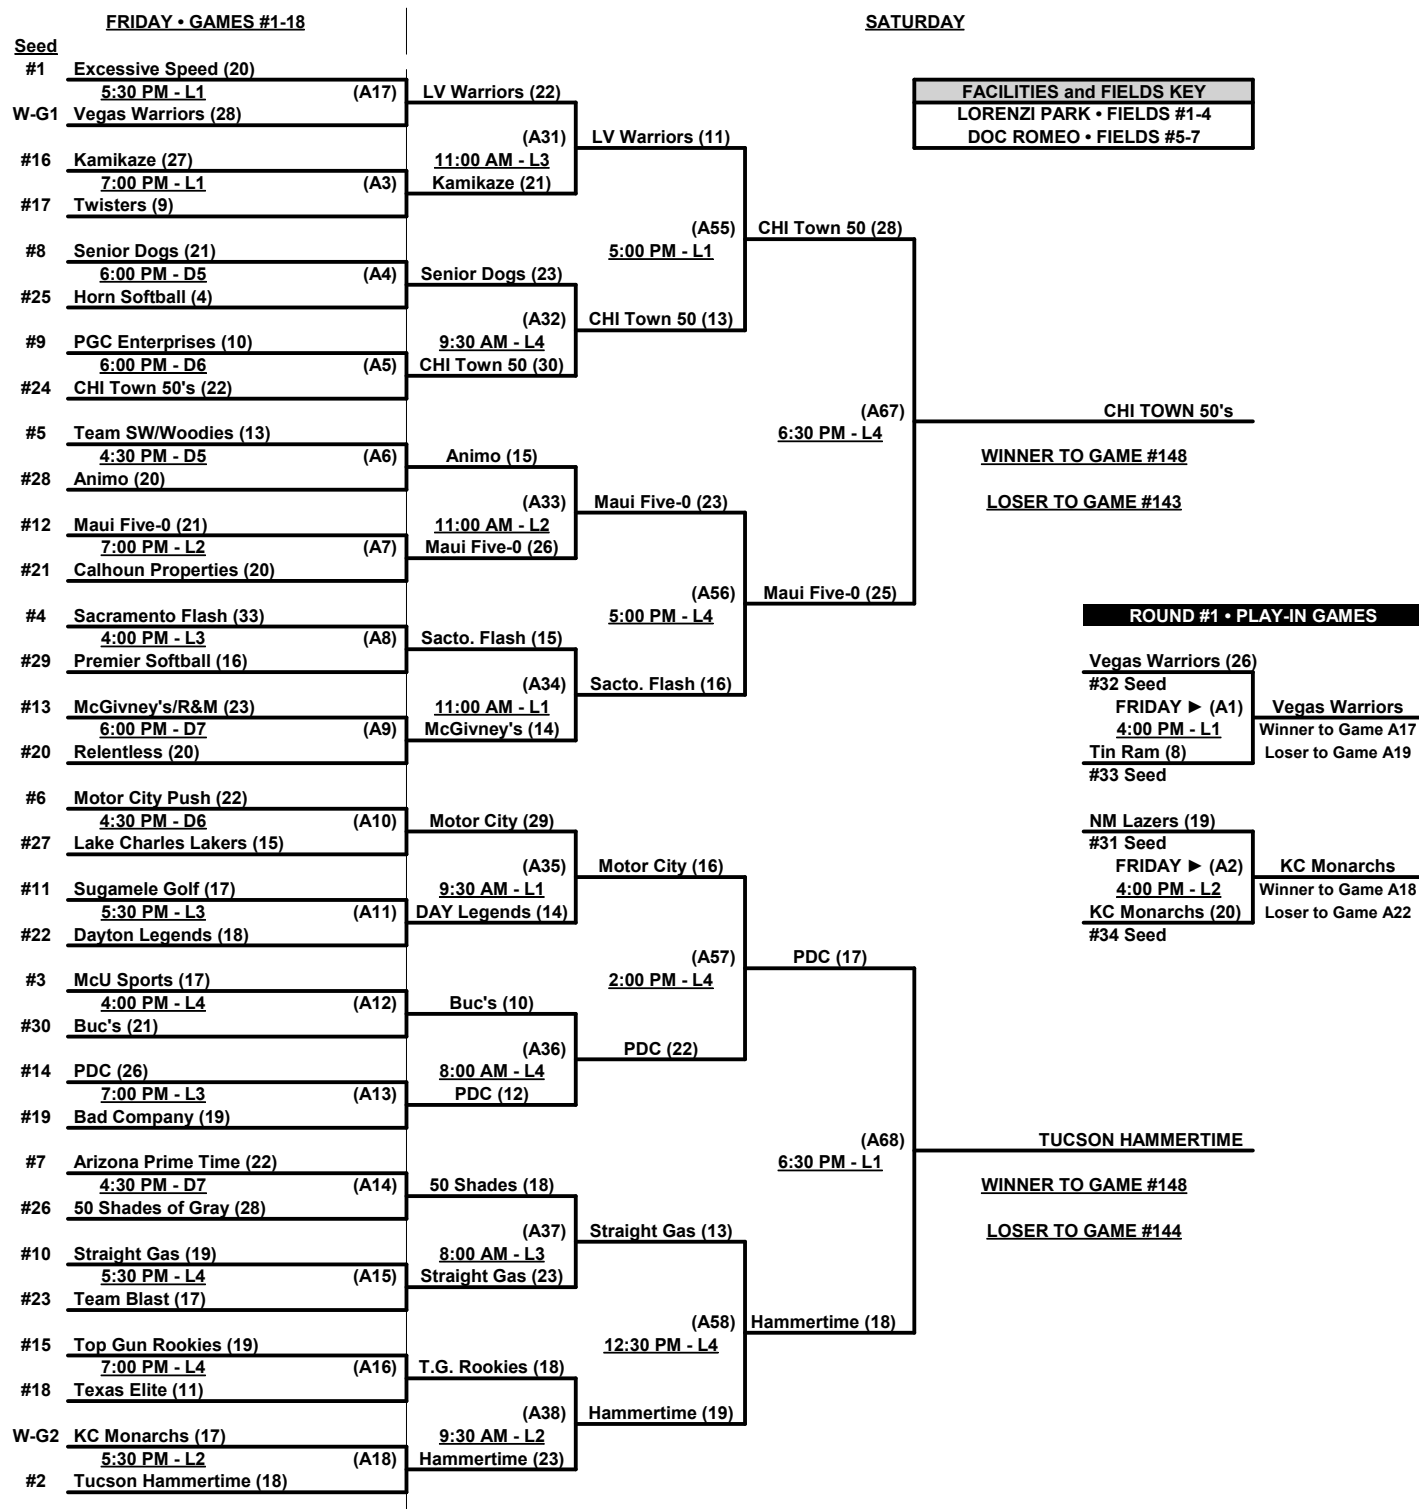 FRIDAY • GAMES #1-18
SATURDAY
Seed
#1 Excessive Speed (20)
5:30 PM - L1 (A17)
W-G1 Vegas Warriors (28)
#16 Kamikaze (27)
7:00 PM - L1 (A3)
#17 Twisters (9)
#8 Senior Dogs (21)
6:00 PM - D5 (A4)
#25 Horn Softball (4)
#9 PGC Enterprises (10)
6:00 PM - D6 (A5)
#24 CHI Town 50's (22)
#5 Team SW/Woodies (13)
4:30 PM - D5 (A6)
#28 Animo (20)
#12 Maui Five-0 (21)
7:00 PM - L2 (A7)
#21 Calhoun Properties (20)
#4 Sacramento Flash (33)
4:00 PM - L3 (A8)
#29 Premier Softball (16)
#13 McGivney's/R&M (23)
6:00 PM - D7 (A9)
#20 Relentless (20)
#6 Motor City Push (22)
4:30 PM - D6 (A10)
#27 Lake Charles Lakers (15)
#11 Sugamele Golf (17)
5:30 PM - L3 (A11)
#22 Dayton Legends (18)
#3 McU Sports (17)
4:00 PM - L4 (A12)
#30 Buc's (21)
#14 PDC (26)
7:00 PM - L3 (A13)
#19 Bad Company (19)
#7 Arizona Prime Time (22)
4:30 PM - D7 (A14)
#26 50 Shades of Gray (28)
#10 Straight Gas (19)
5:30 PM - L4 (A15)
#23 Team Blast (17)
#15 Top Gun Rookies (19)
7:00 PM - L4 (A16)
#18 Texas Elite (11)
W-G2 KC Monarchs (17)
5:30 PM - L2 (A18)
#2 Tucson Hammertime (18)
LV Warriors (22)
(A31)
11:00 AM - L3
Kamikaze (21)
Senior Dogs (23)
(A32)
9:30 AM - L4
CHI Town 50 (30)
Animo (15)
(A33)
11:00 AM - L2
Maui Five-0 (26)
Sacto. Flash (15)
(A34)
11:00 AM - L1
McGivney's (14)
Motor City (29)
(A35)
9:30 AM - L1
DAY Legends (14)
Buc's (10)
(A36)
8:00 AM - L4
PDC (12)
50 Shades (18)
(A37)
8:00 AM - L3
Straight Gas (23)
T.G. Rookies (18)
(A38)
9:30 AM - L2
Hammertime (23)
LV Warriors (11)
(A55)
5:00 PM - L1
CHI Town 50 (13)
Maui Five-0 (23)
(A56)
5:00 PM - L4
Sacto. Flash (16)
Motor City (16)
(A57)
2:00 PM - L4
PDC (22)
Straight Gas (13)
(A58)
12:30 PM - L4
Hammertime (19)
CHI Town 50 (28)
(A67)
6:30 PM - L4
Maui Five-0 (25)
PDC (17)
(A68)
6:30 PM - L1
Hammertime (18)
FACILITIES and FIELDS KEY
LORENZI PARK • FIELDS #1-4
DOC ROMEO • FIELDS #5-7
CHI TOWN 50's
WINNER TO GAME #148
LOSER TO GAME #143
TUCSON HAMMERTIME
WINNER TO GAME #148
LOSER TO GAME #144
ROUND #1 • PLAY-IN GAMES
Vegas Warriors (26)
#32 Seed
FRIDAY ► (A1) Vegas Warriors
4:00 PM - L1 Winner to Game A17
Tin Ram (8) Loser to Game A19
#33 Seed
NM Lazers (19)
#31 Seed
FRIDAY ► (A2) KC Monarchs
4:00 PM - L2 Winner to Game A18
KC Monarchs (20) Loser to Game A22
#34 Seed